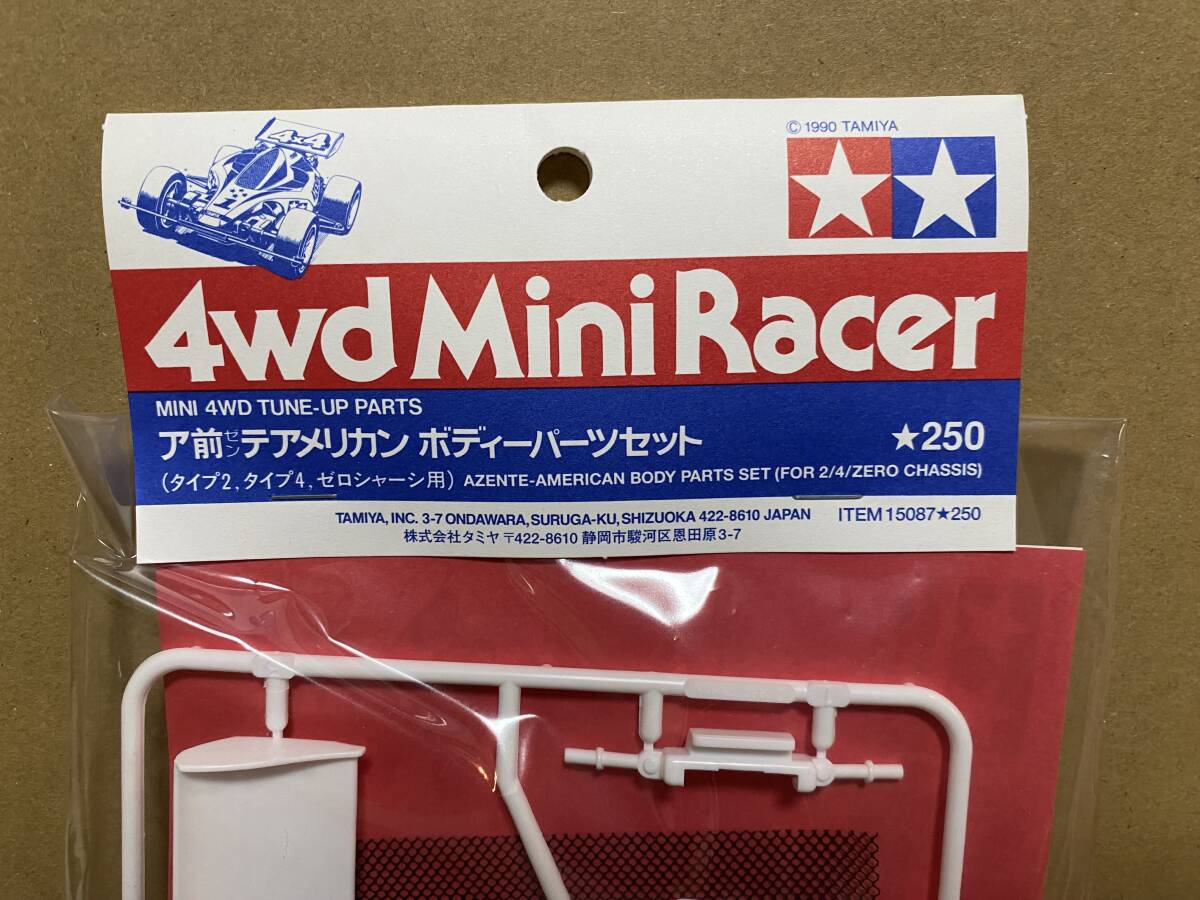 © 1990 TAMIYA
4x4
4wd Mini Racer
MINI 4WD TUNE-UP PARTS
ア前ゼンテアメリカン ボディーパーツセット ★250
(タイプ2,タイプ4,ゼロシャーシ用) AZENTE-AMERICAN BODY PARTS SET (FOR 2/4/ZERO CHASSIS)
TAMIYA, INC. 3-7 ONDAWARA, SURUGA-KU, SHIZUOKA 422-8610 JAPAN ITEM 15087★250
株式会社タミヤ 〒422-8610 静岡市駿河区恩田原3-7